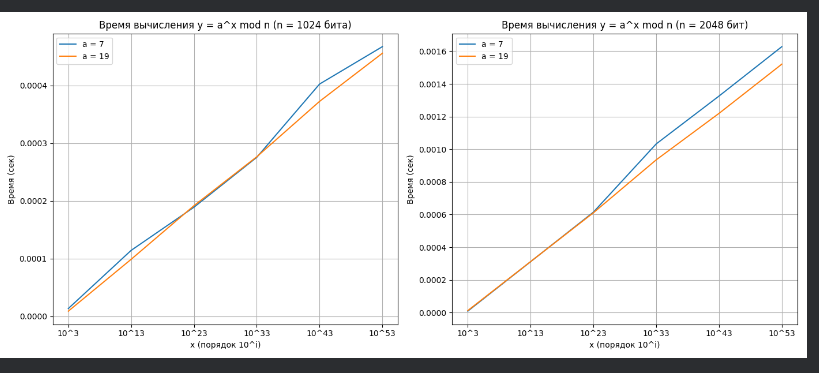 Время вычисления y = a^x mod n (n = 1024 бита)
a = 7
a = 19
0.0004
0.0003
0.0002
0.0001
0.0000
Время (сек)
10^3 10^13 10^23 10^33 10^43 10^53
x (порядок 10^i)
Время вычисления y = a^x mod n (n = 2048 бит)
a = 7
a = 19
0.0016
0.0014
0.0012
0.0010
0.0008
0.0006
0.0004
0.0002
0.0000
Время (сек)
10^3 10^13 10^23 10^33 10^43 10^53
x (порядок 10^i)